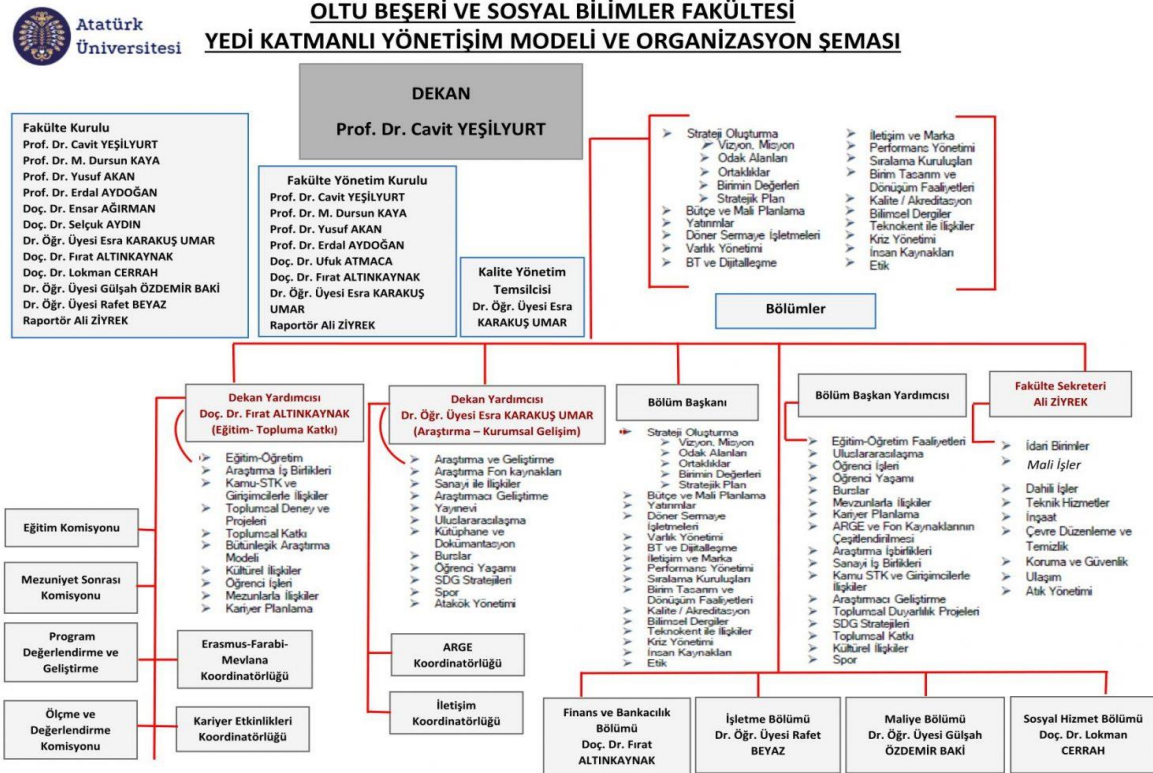 OLTU BEŞERİ VE SOSYAL BİLİMLER FAKÜLTESİ
YEDİ KATMANLI YÖNETİŞİM MODELİ VE ORGANİZASYON ŞEMASI
Atatürk
Üniversitesi
DEKAN
Prof. Dr. Cavit YEŞİLYURT
Fakülte Kurulu
Prof. Dr. Cavit YEŞİLYURT
Prof. Dr. M. Dursun KAYA
Prof. Dr. Yusuf AKAN
Prof. Dr. Erdal AYDOĞAN
Doç. Dr. Ensar AĞIRMAN
Doç. Dr. Selçuk AYDIN
Dr. Öğr. Üyesi Esra KARAKUŞ UMAR
Doç. Dr. Fırat ALTINKAYNAK
Doç. Dr. Lokman CERRAH
Dr. Öğr. Üyesi Gülşah ÖZDEMİR BAKİ
Dr. Öğr. Üyesi Rafet BEYAZ
Raportör Ali ZİYREK
Fakülte Yönetim Kurulu
Prof. Dr. Cavit YEŞİLYURT
Prof. Dr. M. Dursun KAYA
Prof. Dr. Yusuf AKAN
Prof. Dr. Erdal AYDOĞAN
Doç. Dr. Ufuk ATMACA
Doç. Dr. Fırat ALTINKAYNAK
Dr. Öğr. Üyesi Esra KARAKUŞ
UMAR
Raportör Ali ZİYREK
Kalite Yönetim
Temsilcisi
Dr. Öğr. Üyesi Esra
KARAKUŞ UMAR
Strateji Oluşturma
Vizyon, Misyon
Odak Alanları
Ortaklıklar
Birimin Değerleri
Stratejik Plan
Bütçe ve Mali Planlama
Yatırımlar
Döner Sermaye İşletmeleri
Varlık Yönetimi
BT ve Dijitalleşme
İletişim ve Marka
Performans Yönetimi
Sıralama Kuruluşları
Birim Tasarım ve
Dönüşüm Faaliyetleri
Kalite / Akreditasyon
Bilimsel Dergiler
Teknokent ile İlişkiler
Kriz Yönetimi
İnsan Kaynakları
Etik
Bölümler
Dekan Yardımcısı
Doç. Dr. Fırat ALTINKAYNAK
(Eğitim- Topluma Katkı)
Eğitim-Öğretim
Araştırma İş Birlikleri
Kamu-STK ve
Girişimcilerle İlişkiler
Toplumsal Deney ve
Projeleri
Toplumsal Katkı
Bütünleşik Araştırma
Modeli
Kültürel İlişkiler
Öğrenci İşleri
Mezunlarla İlişkiler
Kariyer Planlama
Dekan Yardımcısı
Dr. Öğr. Üyesi Esra KARAKUŞ UMAR
(Araştırma – Kurumsal Gelişim)
Araştırma ve Geliştirme
Araştırma Fon kaynakları
Sanayi ile İlişkiler
Araştırmacı Geliştirme
Yayınevi
Uluslararasılaşma
Kütüphane ve
Dokümantasyon
Burslar
Öğrenci Yaşamı
SDG Stratejileri
Spor
Atakök Yönetimi
Bölüm Başkanı
Strateji Oluşturma
Vizyon, Misyon
Odak Alanları
Ortaklıklar
Birimin Değerleri
Stratejik Plan
Bütçe ve Mali Planlama
Yatırımlar
Döner Sermaye
İşletmeleri
Varlık Yönetimi
BT ve Dijitalleşme
İletişim ve Marka
Performans Yönetimi
Sıralama Kuruluşları
Birim Tasarım ve
Dönüşüm Faaliyetleri
Kalite / Akreditasyon
Bilimsel Dergiler
Teknokent ile İlişkiler
Kriz Yönetimi
İnsan Kaynakları
Etik
Bölüm Başkan Yardımcısı
Eğitim-Öğretim Faaliyetleri
Uluslararasılaşma
Öğrenci İşleri
Öğrenci Yaşamı
Burslar
Mevzunlarla İlişkiler
Kariyer Planlama
ARGE ve Fon Kaynaklarının
Çeşitlendirilmesi
Araştırma İşbirlikleri
Sanayi İş Birlikleri
Kamu STK ve Girişimcilerle
İlişkiler
Araştırmacı Geliştirme
Toplumsal Duyarlılık Projeleri
SDG Stratejileri
Toplumsal Katkı
Kültürel İlişkiler
Spor
Fakülte Sekreteri
Ali ZİYREK
İdari Birimler
Mali İşler
Dahili İşler
Teknik Hizmetler
İnşaat
Çevre Düzenleme ve
Temizlik
Koruma ve Güvenlik
Ulaşım
Atık Yönetimi
Eğitim Komisyonu
Mezuniyet Sonrası
Komisyonu
Program
Değerlendirme ve
Geliştirme
Ölçme ve
Değerlendirme
Komisyonu
Erasmus-Farabi-
Mevlana
Koordinatörlüğü
Kariyer Etkinlikleri
Koordinatörlüğü
ARGE
Koordinatörlüğü
İletişim
Koordinatörlüğü
Finans ve Bankacılık
Bölümü
Doç. Dr. Fırat
ALTINKAYNAK
İşletme Bölümü
Dr. Öğr. Üyesi Rafet
BEYAZ
Maliye Bölümü
Dr. Öğr. Üyesi Gülşah
ÖZDEMİR BAKİ
Sosyal Hizmet Bölümü
Doç. Dr. Lokman
CERRAH